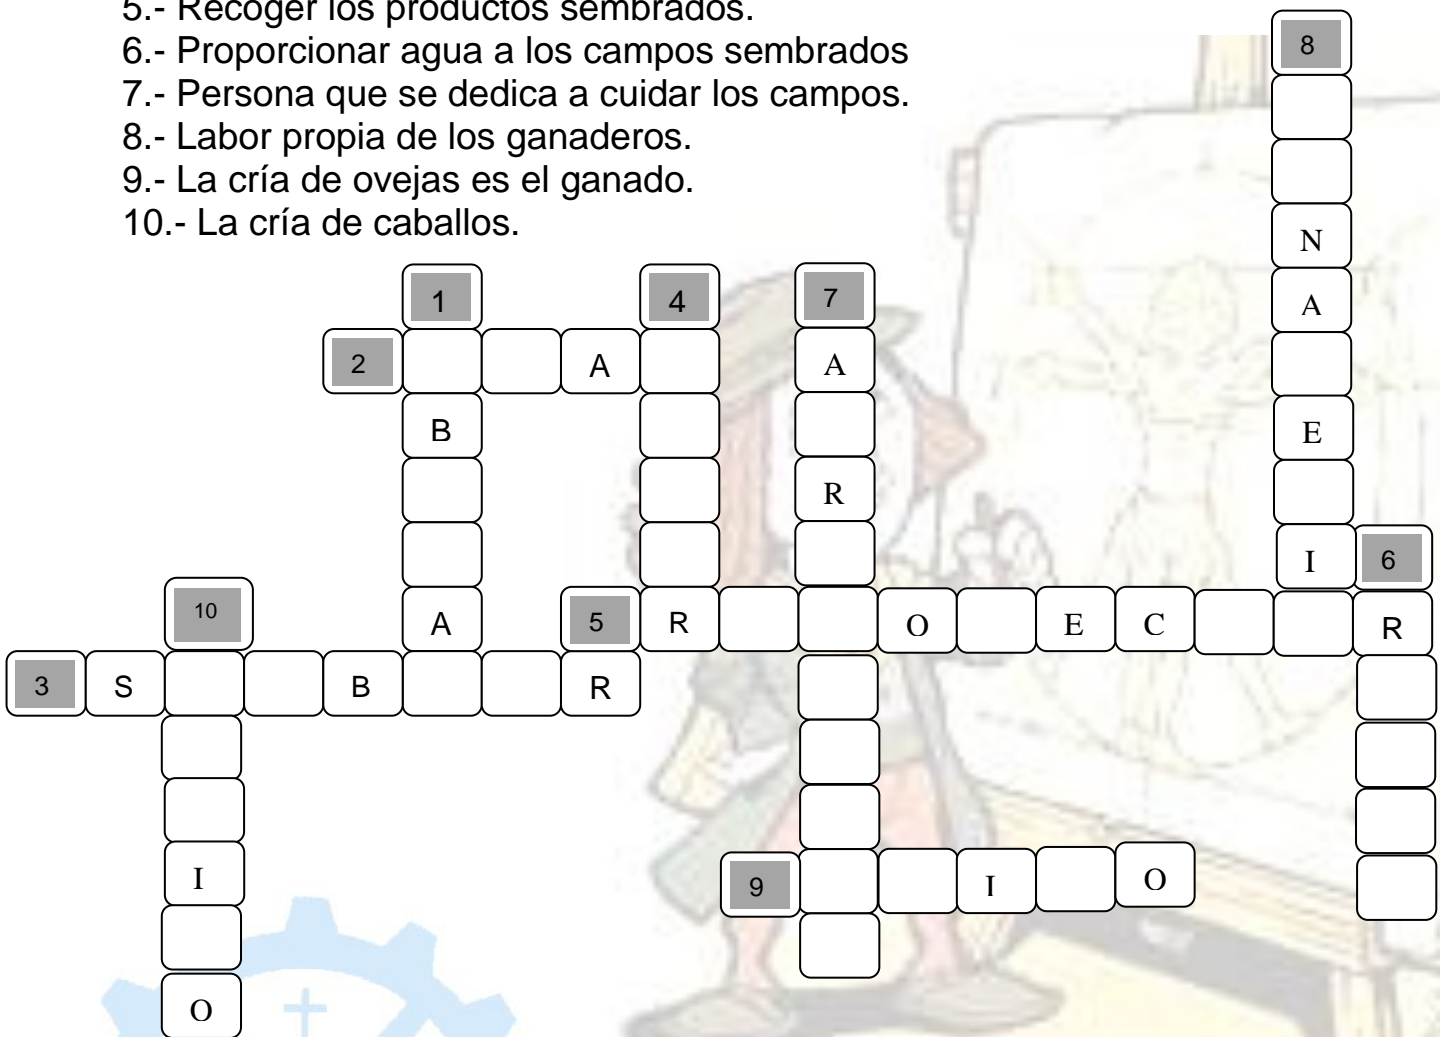 5.- Recoger los productos sembrados.
6.- Proporcionar agua a los campos sembrados
7.- Persona que se dedica a cuidar los campos.
8.- Labor propia de los ganaderos.
9.- La cría de ovejas es el ganado.
10.- La cría de caballos.
8
N
A
E
I 6
1 4 7
2 A A
B
R
A
10
5 R O E C R
3 S B R
I
9 I O
O